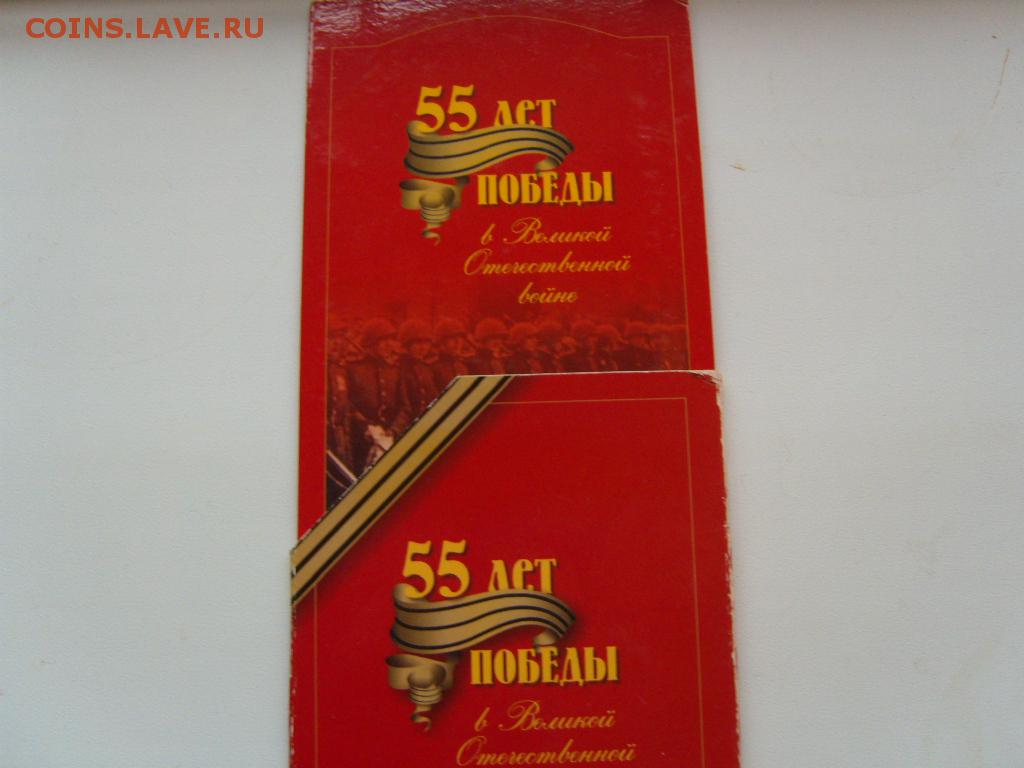 COINS.LAVE.RU
55 лет
ПОБЕДЫ
в Великой
Отечественной
войне
55 лет
ПОБЕДЫ
в Великой
Отечественной